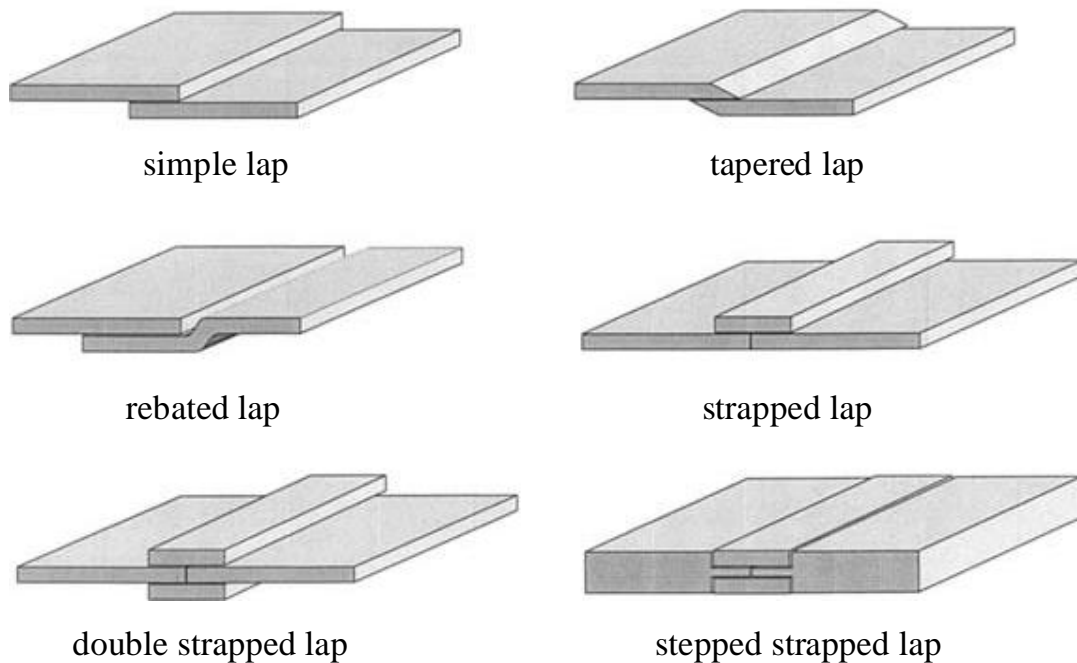 simple lap
tapered lap
rebated lap
strapped lap
double strapped lap
stepped strapped lap